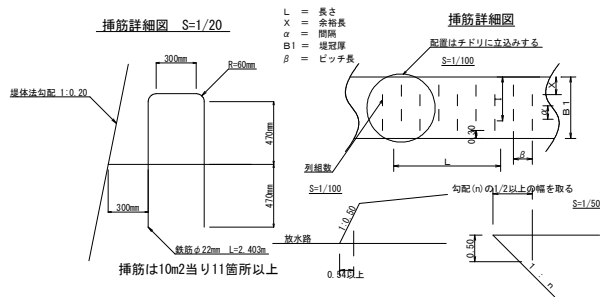 挿筋詳細図 S=1/20
300mm
R=60mm
堤体法勾配 1:0.20
470mm
470mm
300mm
鉄筋φ22mm L=2.403m
挿筋は10m2当り11箇所以上
L = 長さ
X = 余裕長
α = 間隔
B1 = 堤冠厚
β = ピッチ長
挿筋詳細図
配置はチドリに立込みする
S=1/100
X
α
B1
0.30
β
L
列組数
S=1/100
1:0.50
放水路
0.54以上
勾配(n)の1/2以上の幅を取る
S=1/50
0.50
1:n